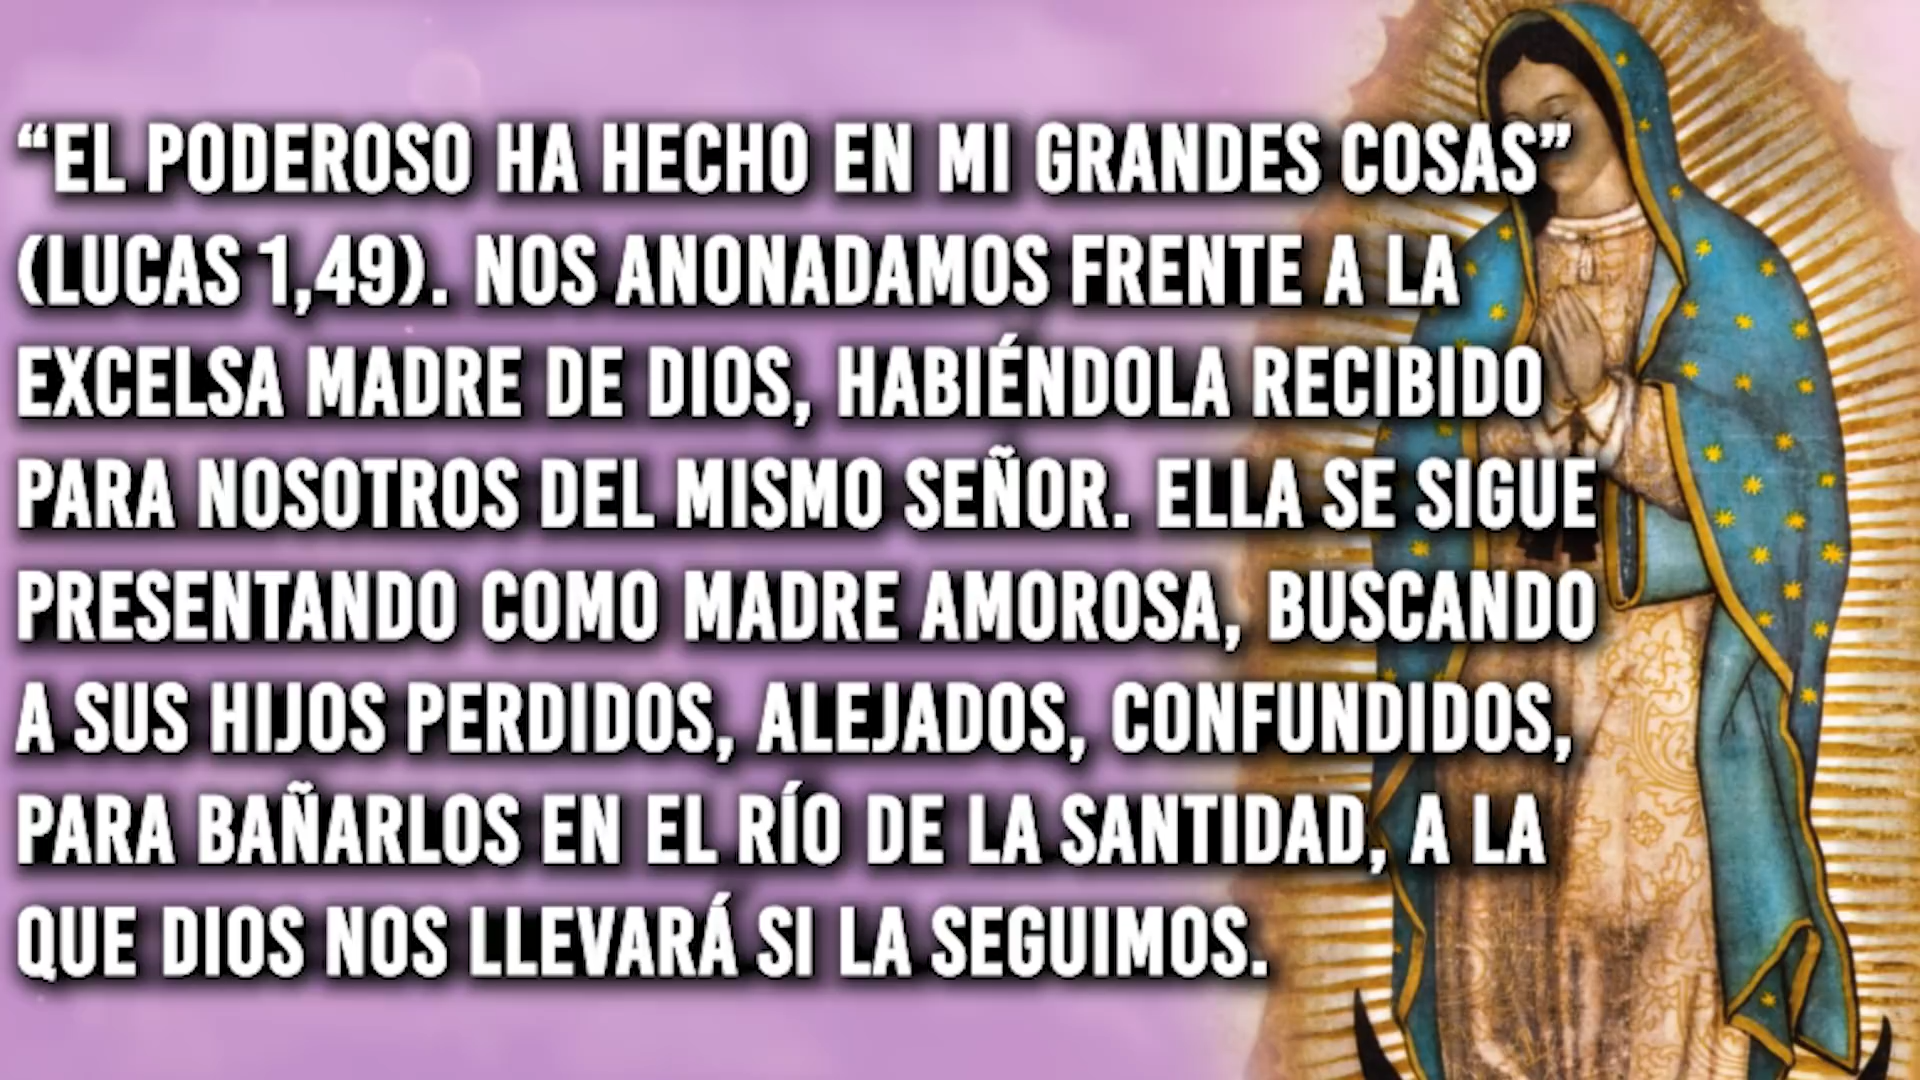 “EL PODEROSO HA HECHO EN MI GRANDES COSAS”
(LUCAS 1,49). NOS ANONADAMOS FRENTE A LA
EXCELSA MADRE DE DIOS, HABIÉNDOLA RECIBIDO
PARA NOSOTROS DEL MISMO SEÑOR. ELLA SE SIGUE
PRESENTANDO COMO MADRE AMOROSA, BUSCANDO
A SUS HIJOS PERDIDOS, ALEJADOS, CONFUNDIDOS,
PARA BAÑARLOS EN EL RÍO DE LA SANTIDAD, A LA
QUE DIOS NOS LLEVARÁ SI LA SEGUIMOS.